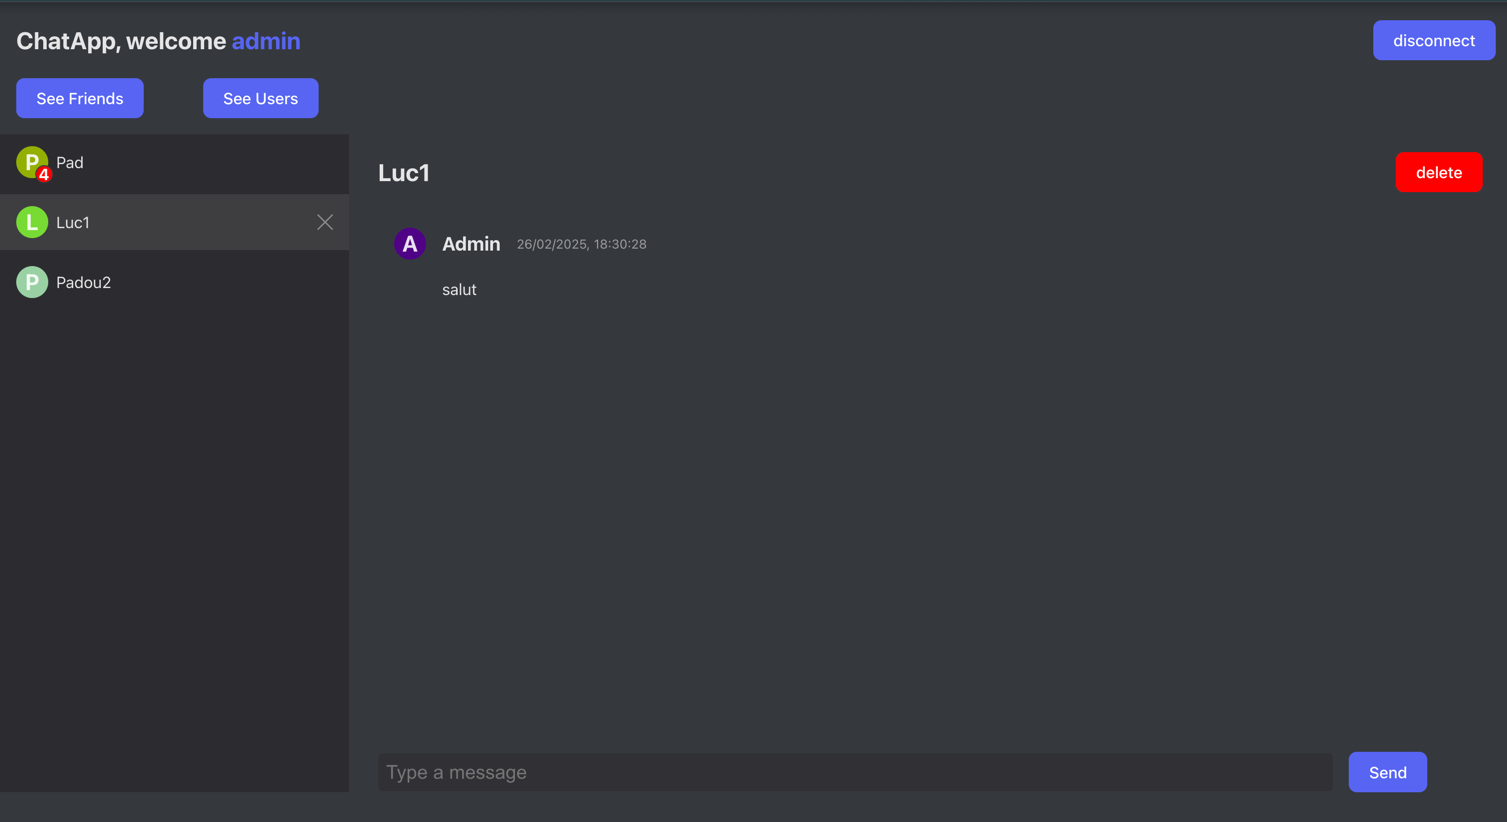 ChatApp, welcome admin
disconnect
See Friends
See Users
P
4
Pad
L
Luc1
P
Padou2
Luc1
delete
A
Admin 26/02/2025, 18:30:28
salut
Type a message
Send